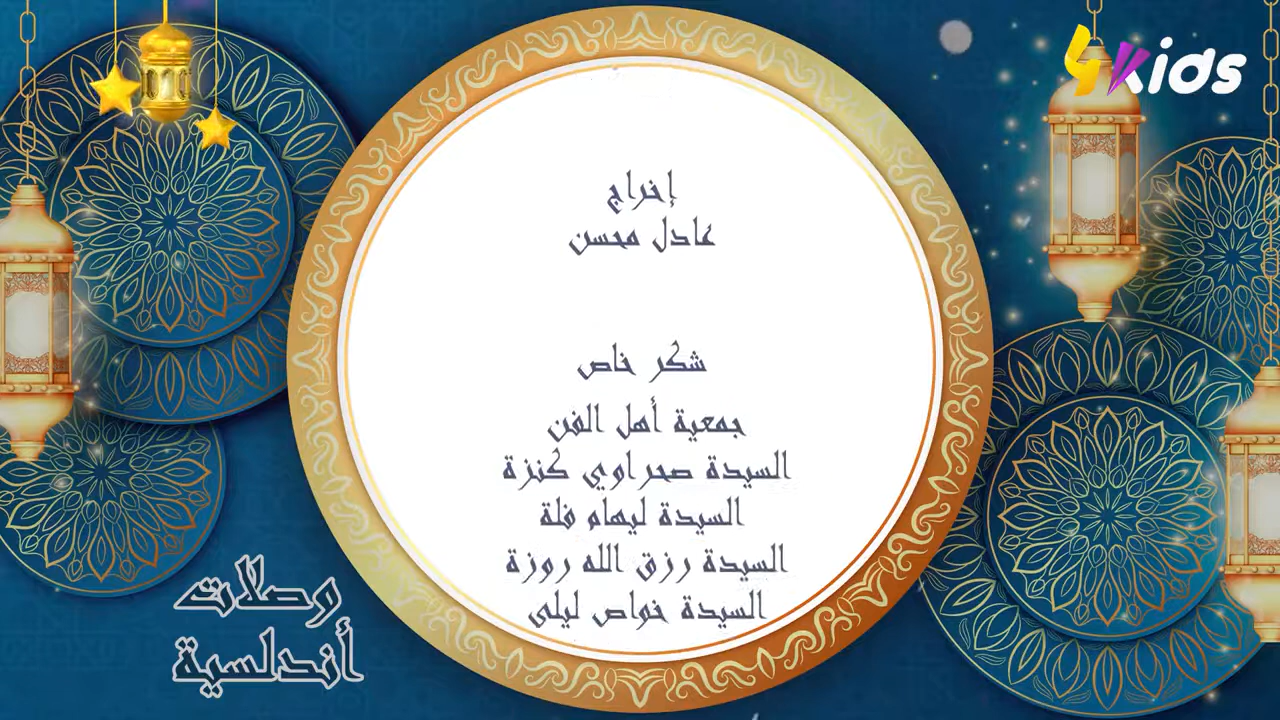 4Kids
إخراج
عادل محسن
شكر خاص
جمعية أهل الفن
السيدة صحراوي كنزة
السيدة ليهام فلة
السيدة رزق الله روزة
السيدة خواص ليلى
وصلات
أندلسية